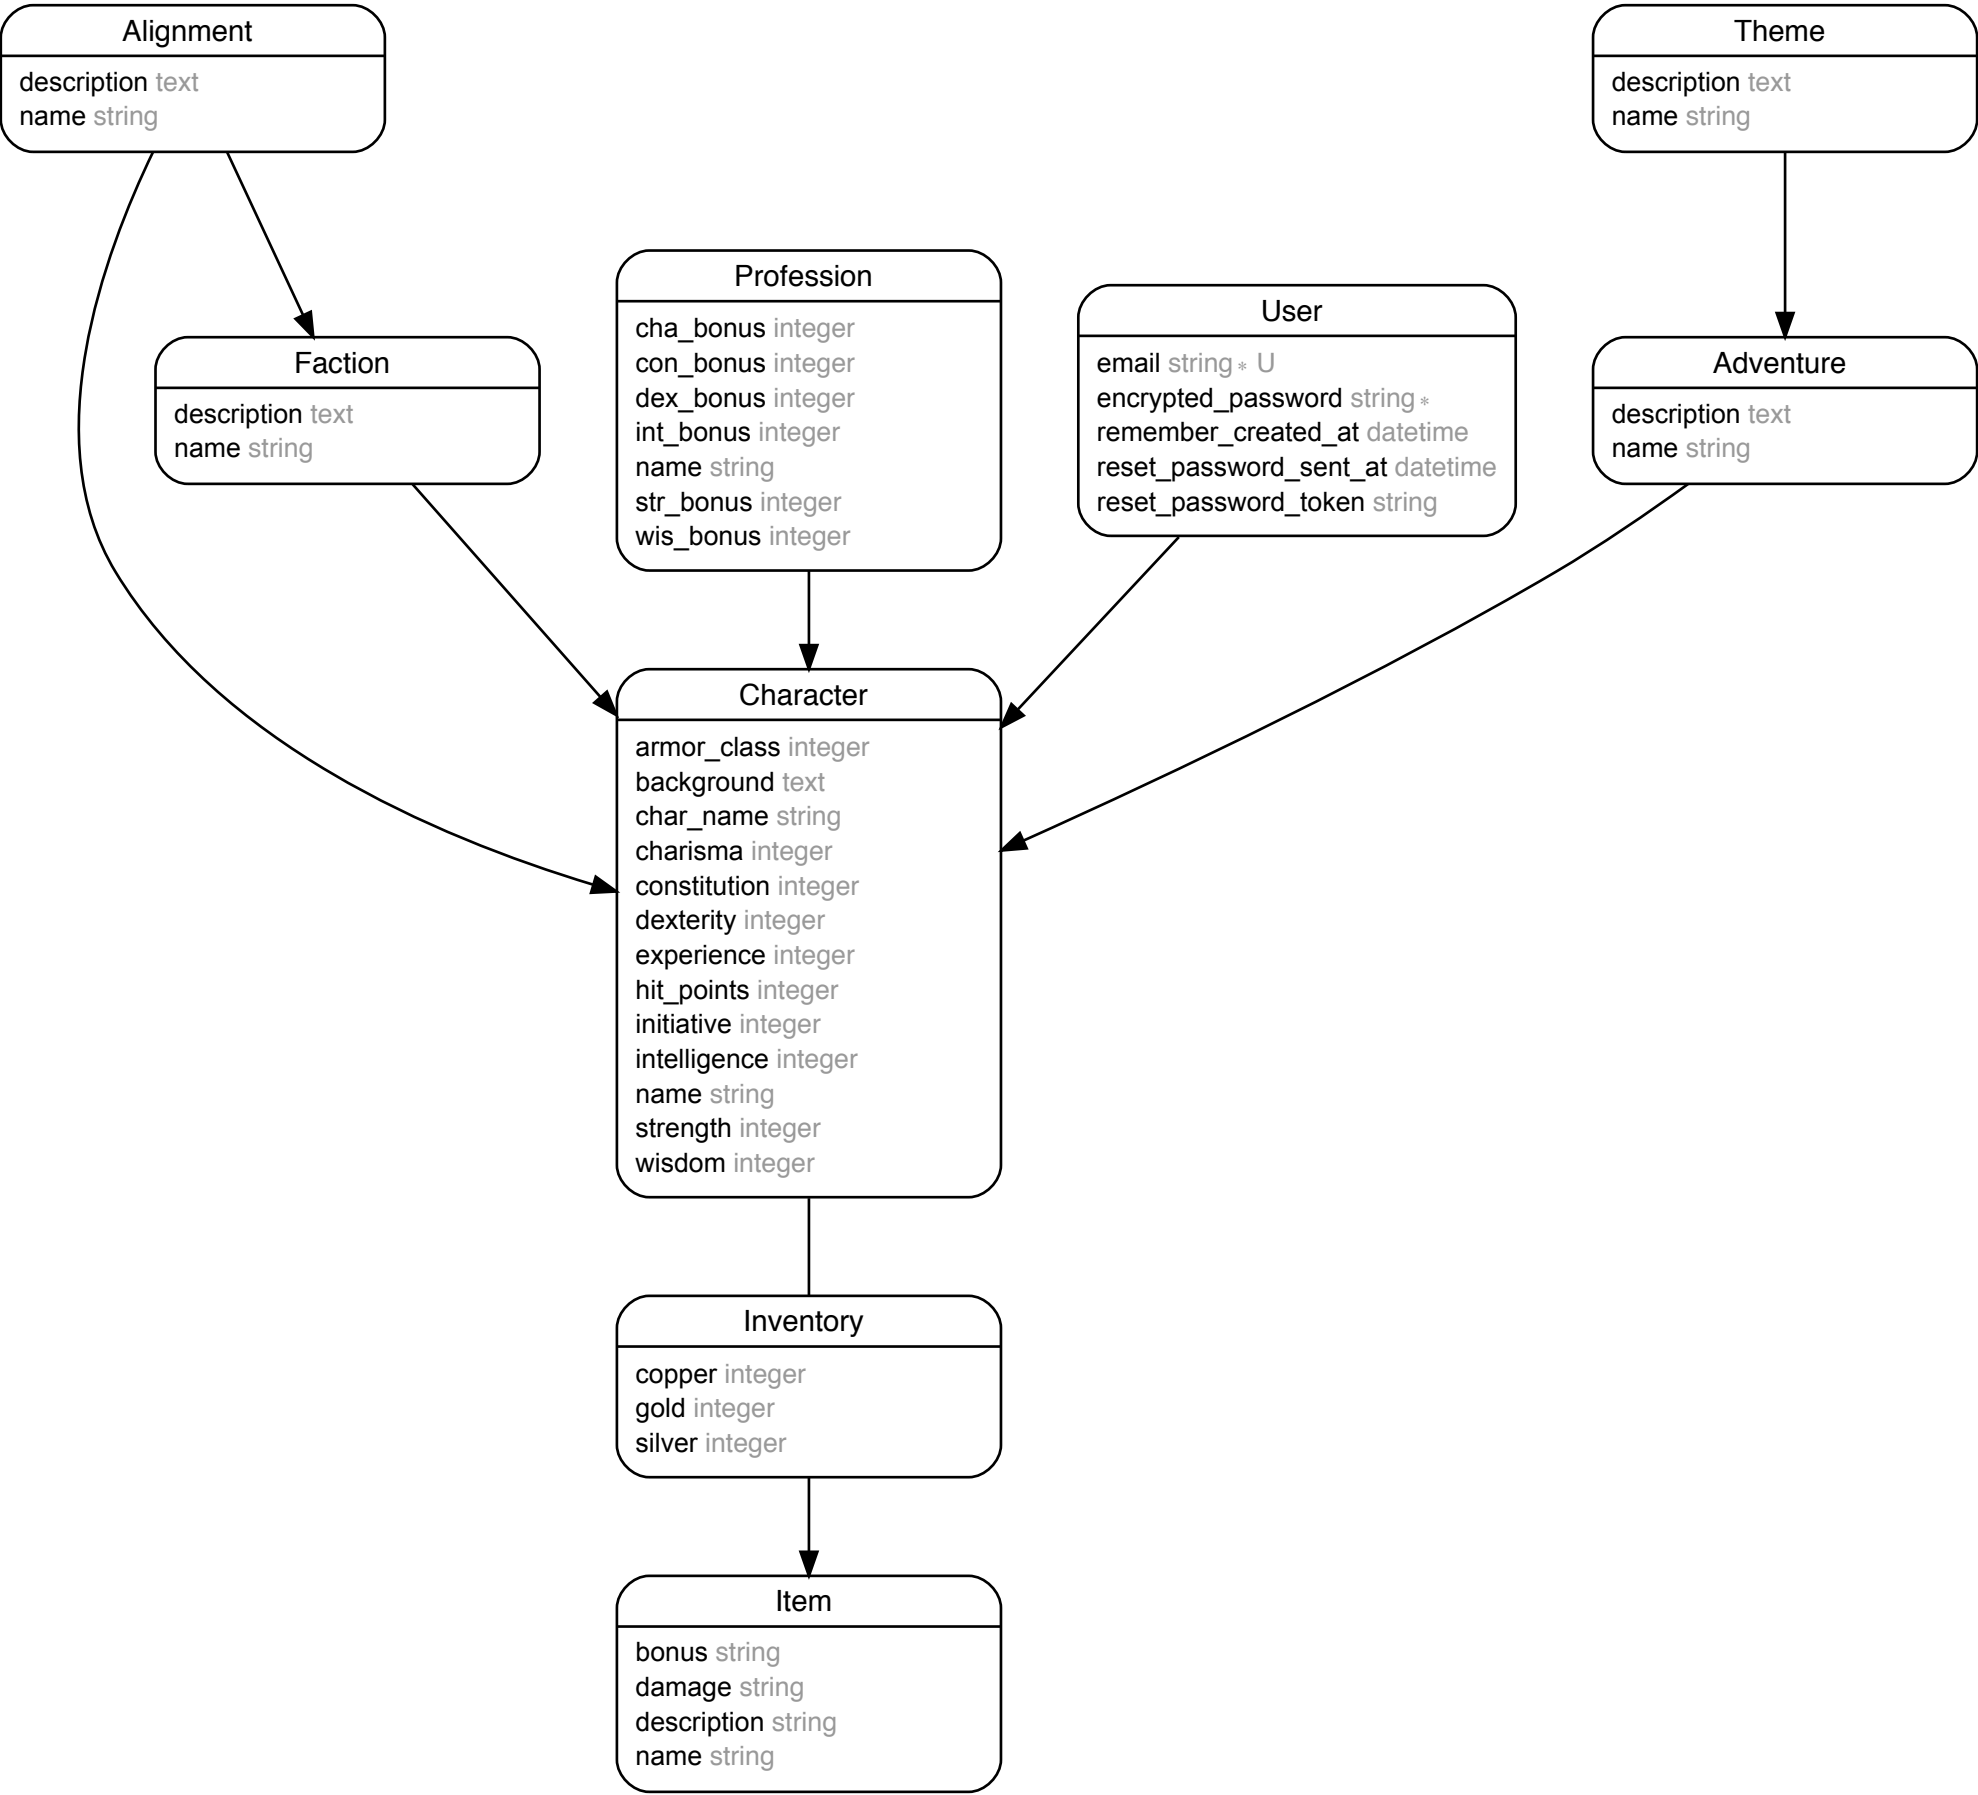 Alignment
description text
name string
Theme
description text
name string
Profession
cha_bonus integer
con_bonus integer
dex_bonus integer
int_bonus integer
name string
str_bonus integer
wis_bonus integer
User
email string* U
encrypted_password string*
remember_created_at datetime
reset_password_sent_at datetime
reset_password_token string
Faction
description text
name string
Adventure
description text
name string
Character
armor_class integer
background text
char_name string
charisma integer
constitution integer
dexterity integer
experience integer
hit_points integer
initiative integer
intelligence integer
name string
strength integer
wisdom integer
Inventory
copper integer
gold integer
silver integer
Item
bonus string
damage string
description string
name string